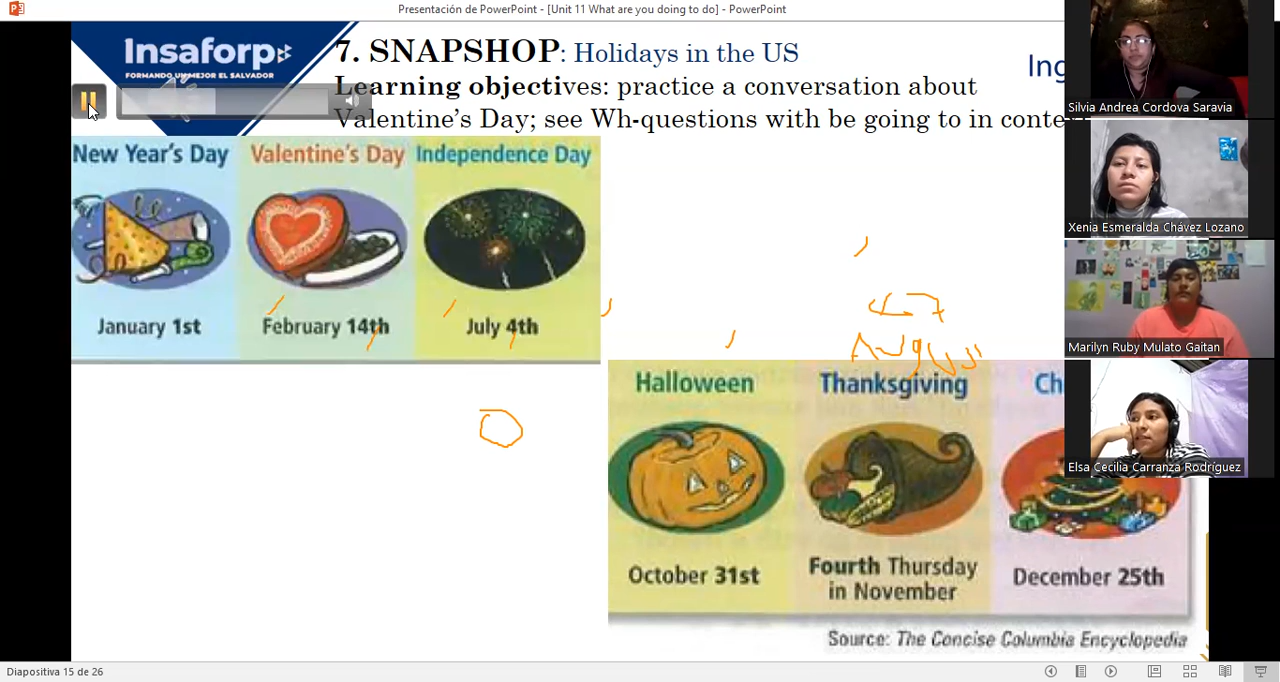 Presentación de PowerPoint - [Unit 11 What are you doing to do] - PowerPoint
Insaforp
FORMANDO UN MEJOR EL SALVADOR
7. SNAPSHOP: Holidays in the US
Ing
Learning objectives: practice a conversation about
Valentine's Day; see Wh-questions with be going to in conte
New Year's Day
Valentine's Day
Independence Day
January 1st
February 14th
July 4th
Halloween
Thanksgiving
Ch
October 31st
Fourth Thursday
in November
December 25th
Source: The Concise Columbia Encyclopedia
Silvia Andrea Cordova Saravia
Xenia Esmeralda Chávez Lozano
Marilyn Ruby Mulato Gaitan
Elsa Cecilia Carranza Rodríguez
Diapositiva 15 de 26